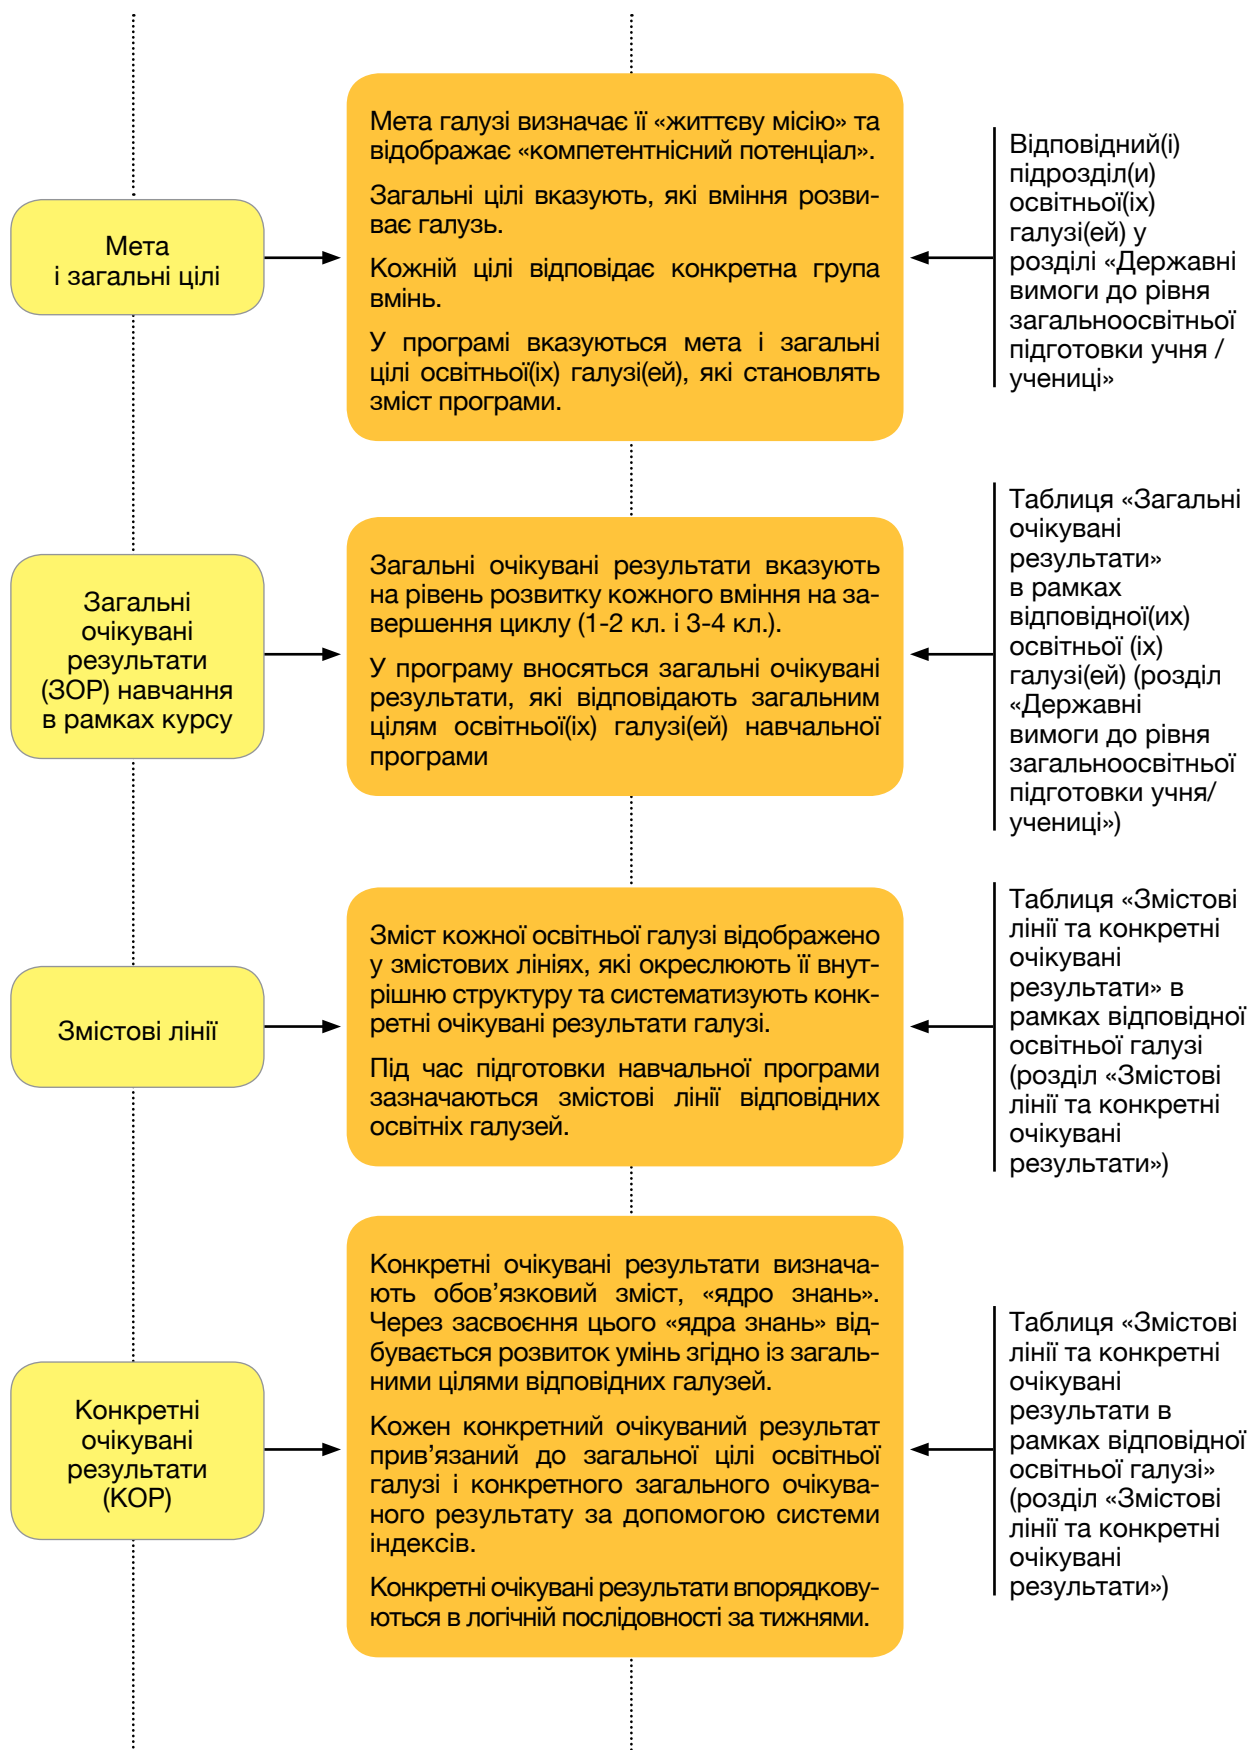 Мета
і загальні цілі
Мета галузі визначає її «життєву місію» та
відображає «компетентнісний потенціал».
Загальні цілі вказують, які вміння розви-
ває галузь.
Кожній цілі відповідає конкретна група
вмінь.
У програмі вказуються мета і загальні
цілі освітньої(іх) галузі(ей), які становлять
зміст програми.
Відповідний(і)
підрозділ(и)
освітньої(іх)
галузі(ей) у
розділі «Державні
вимоги до рівня
загальноосвітньої
підготовки учня /
учениці»
Загальні
очікувані
результати
(ЗОР) навчання
в рамках курсу
Загальні очікувані результати вказують
на рівень розвитку кожного вміння на за-
вершення циклу (1-2 кл. і 3-4 кл.).
У програму вносяться загальні очікувані
результати, які відповідають загальним
цілям освітньої(іх) галузі(ей) навчальної
програми
Таблиця «Загальні
очікувані
результати»
в рамках
відповідної(их)
освітньої (іх)
галузі(ей) (розділ
«Державні
вимоги до рівня
загальноосвітньої
підготовки учня/
учениці»)
Змістові лінії
Зміст кожної освітньої галузі відображено
у змістових лініях, які окреслюють її внут-
рішню структуру та систематизують конк-
ретні очікувані результати галузі.
Під час підготовки навчальної програми
зазначаються змістові лінії відповідних
освітніх галузей.
Таблиця «Змістові
лінії та конкретні
очікувані
результати» в
рамках відповідної
освітньої галузі
(розділ «Змістові
лінії та конкретні
очікувані
результати»)
Конкретні
очікувані
результати
(КОР)
Конкретні очікувані результати визнача-
ють обов’язковий зміст, «ядро знань».
Через засвоєння цього «ядра знань» від-
бувається розвиток умінь згідно із загаль-
ними цілями відповідних галузей.
Кожен конкретний очікуваний результат
прив’язаний до загальної цілі освітньої
галузі і конкретного загального очікува-
ного результату за допомогою системи
індексів.
Конкретні очікувані результати впорядкову-
ються в логічній послідовності за тижнями.
Таблиця «Змістові
лінії та конкретні
очікувані
результати в
рамках відповідної
освітньої галузі»
(розділ «Змістові
лінії та конкретні
очікувані
результати»)